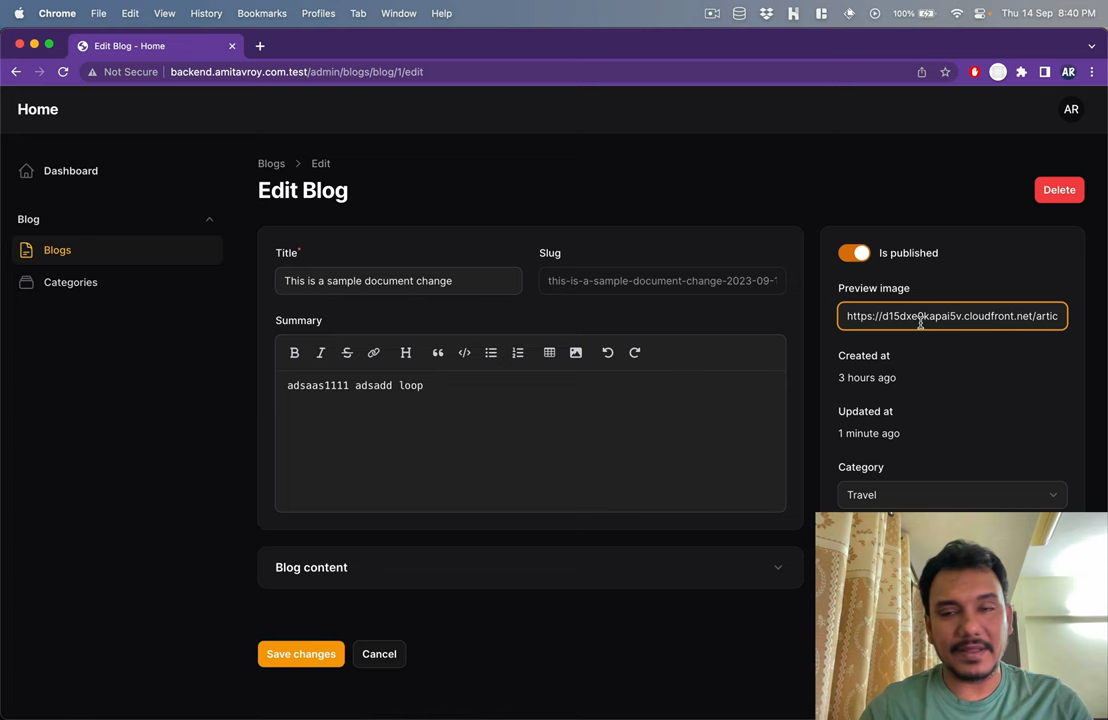 Chrome File Edit View History Bookmarks Profiles Tab Window Help 100% Thu 14 Sep 8:40 PM
Edit Blog - Home
Not Secure backend.amitavroy.com.test/admin/blogs/blog/1/edit AR
Home AR
Dashboard
Blog
Blogs
Categories
Blogs > Edit
Edit Blog
Delete
Title*
Slug
This is a sample document change
this-is-a-sample-document-change-2023-09-1
Summary
B I S H
adsaas1111 adsadd loop
Blog content
Save changes Cancel
Is published
Preview image
https://d15dxe0kapai5v.cloudfront.net/artic
Created at
3 hours ago
Updated at
1 minute ago
Category
Travel